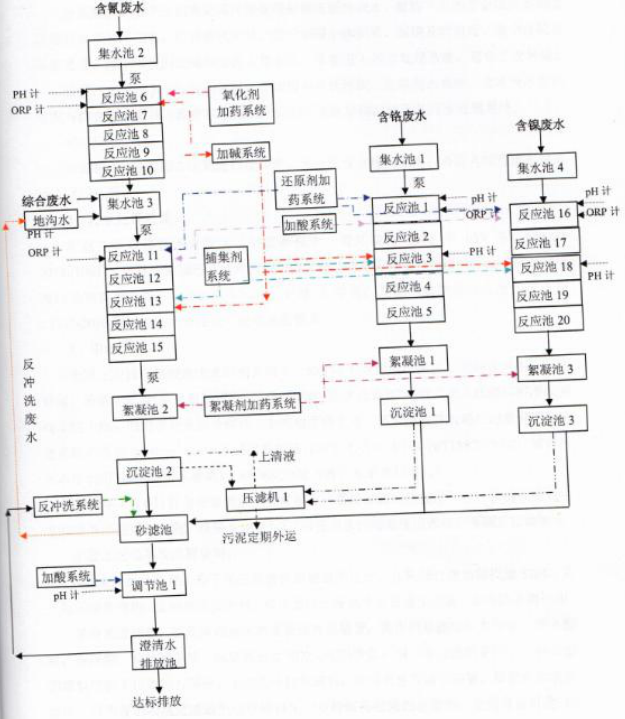 含氰废水
集水池 2
泵
PH 计
ORP 计
反应池 6
反应池 7
反应池 8
反应池 9
反应池 10
氧化剂
加药系统
加碱系统
综合废水
地沟水
集水池 3
PH 计
ORP 计
泵
反应池 11
反应池 12
反应池 13
反应池 14
反应池 15
泵
还原剂加
药系统
加酸系统
捕集剂
系统
含铬废水
集水池 1
泵
反应池 1
反应池 2
反应池 3
反应池 4
反应池 5
pH 计
ORP 计
PH 计
含镍废水
集水池 4
反应池 16
反应池 17
反应池 18
反应池 19
反应池 20
pH 计
ORP 计
PH 计
反冲洗废水
絮凝池 2
絮凝剂加药系统
絮凝池 1
絮凝池 3
沉淀池 2
沉淀池 1
沉淀池 3
上清液
压滤机 1
污泥定期外运
反冲洗系统
砂滤池
加酸系统
pH 计
调节池 1
澄清水
排放池
达标排放